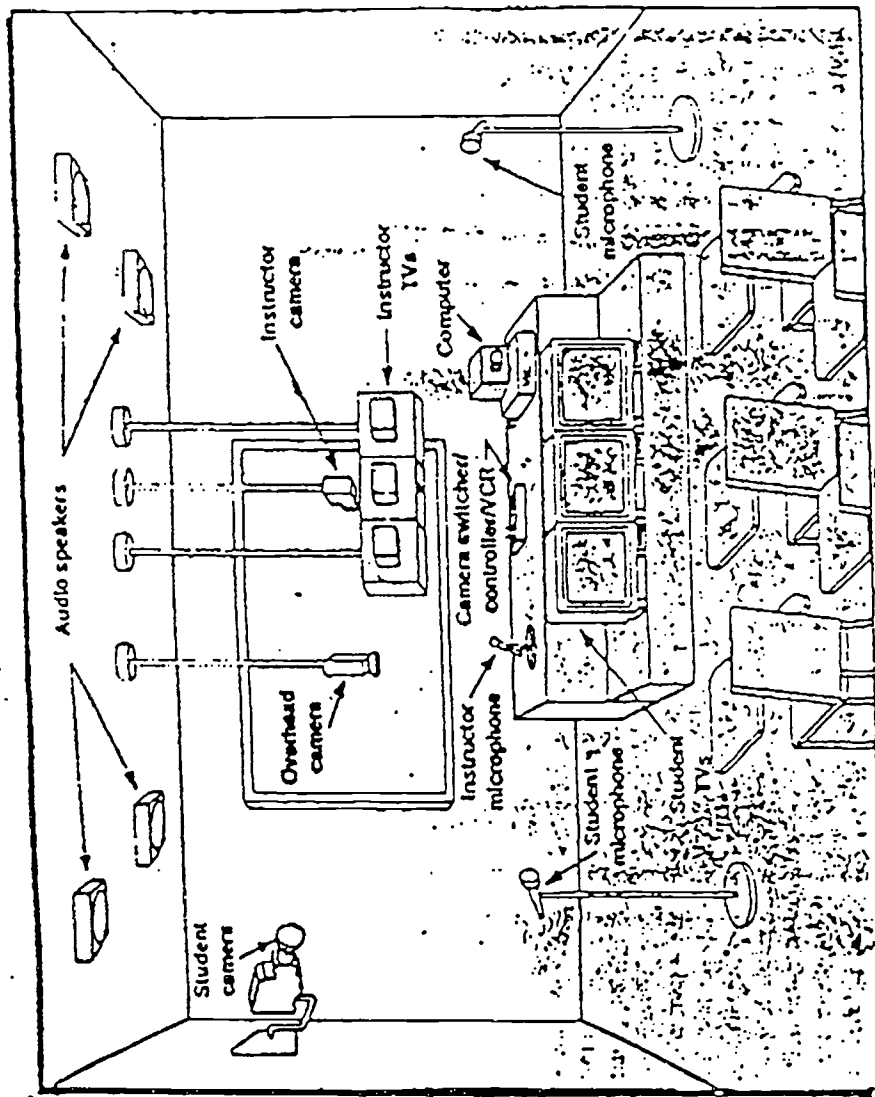 Audio speakers
Student
camera
Overhead
camera
Instructor
camera
Instructor
TVs
Computer
Camera switcher/
controller/VCR
Instructor
microphone
Student
microphone
Student
microphone
Student
TVs